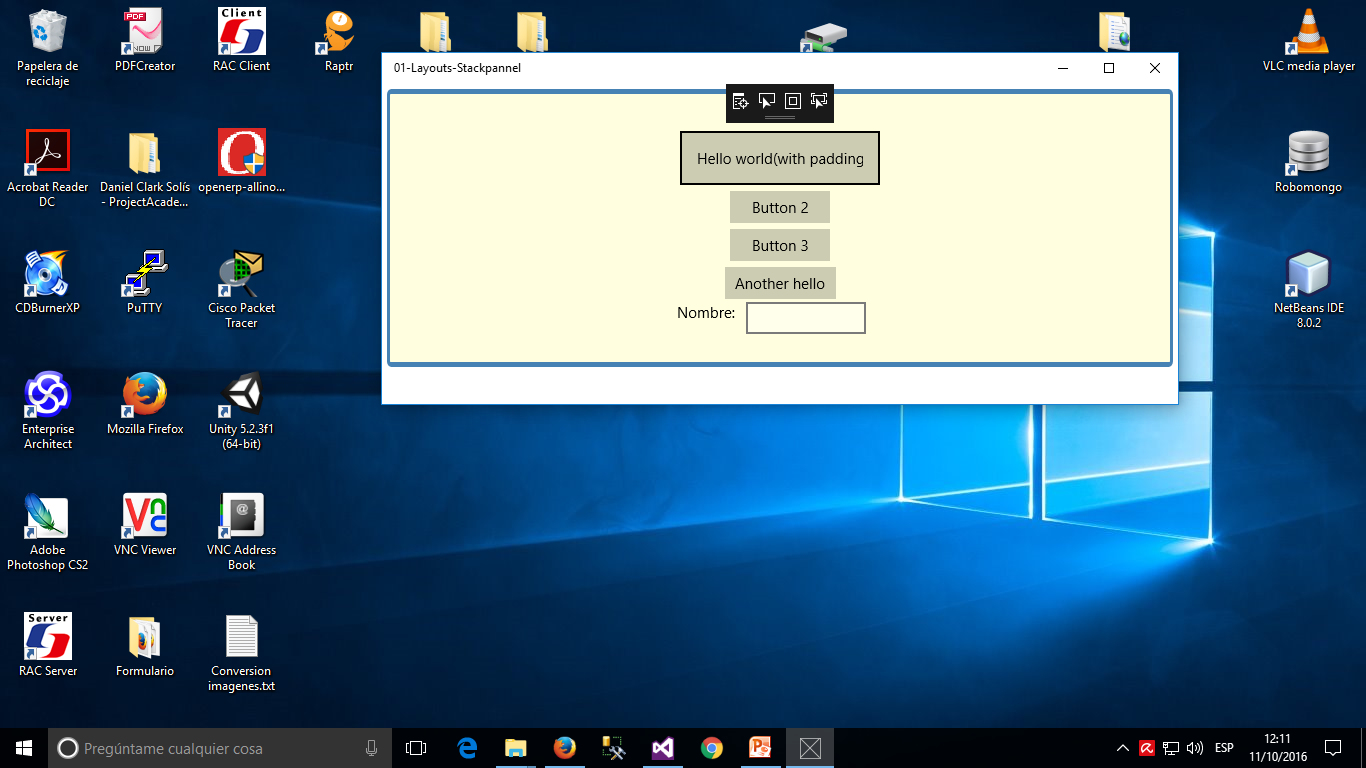 Papelera de
reciclaje
PDFCreator
RAC Client
Raptr
VLC media player
01-Layouts-Stackpannel
Hello world(with padding
Button 2
Button 3
Another hello
Nombre:
Acrobat Reader
DC
Daniel Clark Solís
- ProjectAcade...
openerp-allino...
Robomongo
CDBurnerXP
PuTTY
Cisco Packet
Tracer
NetBeans IDE
8.0.2
Enterprise
Architect
Mozilla Firefox
Unity 5.2.3f1
(64-bit)
Adobe
Photoshop CS2
VNC Viewer
VNC Address
Book
RAC Server
Formulario
Conversion
imagenes.txt
Client
PDF
NOW
Vnc
@
Server
Pregúntame cualquier cosa
ESP
12:11
11/10/2016